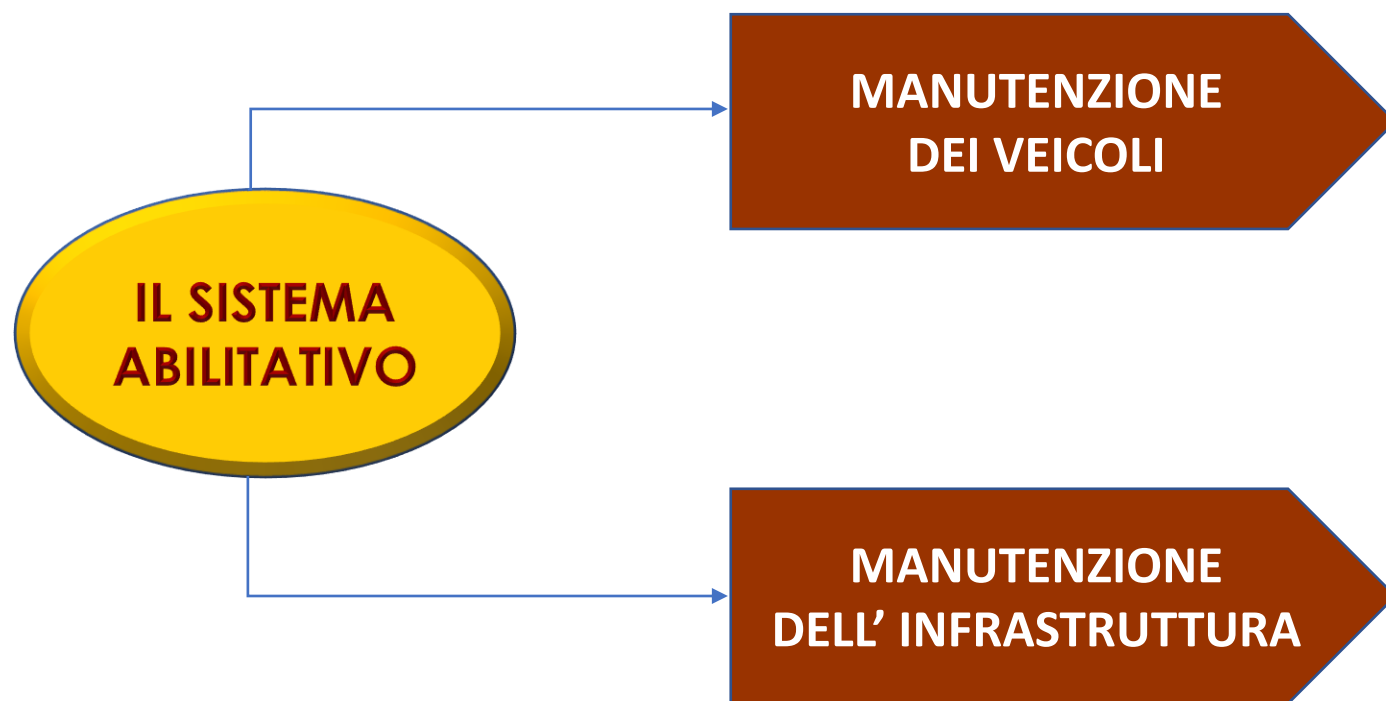 MANUTENZIONE
DEI VEICOLI
IL SISTEMA
ABILITATIVO
MANUTENZIONE
DELL’ INFRASTRUTTURA